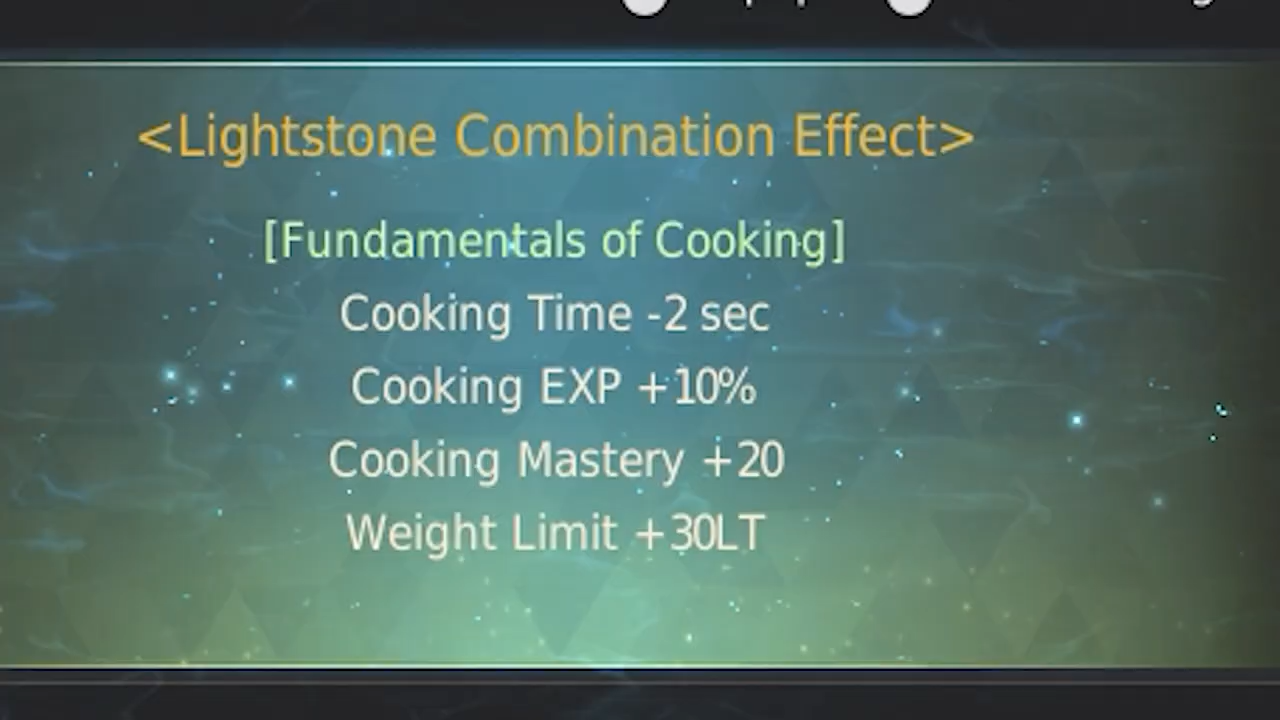 <Lightstone Combination Effect>
[Fundamentals of Cooking]
Cooking Time -2 sec
Cooking EXP +10%
Cooking Mastery +20
Weight Limit +30LT